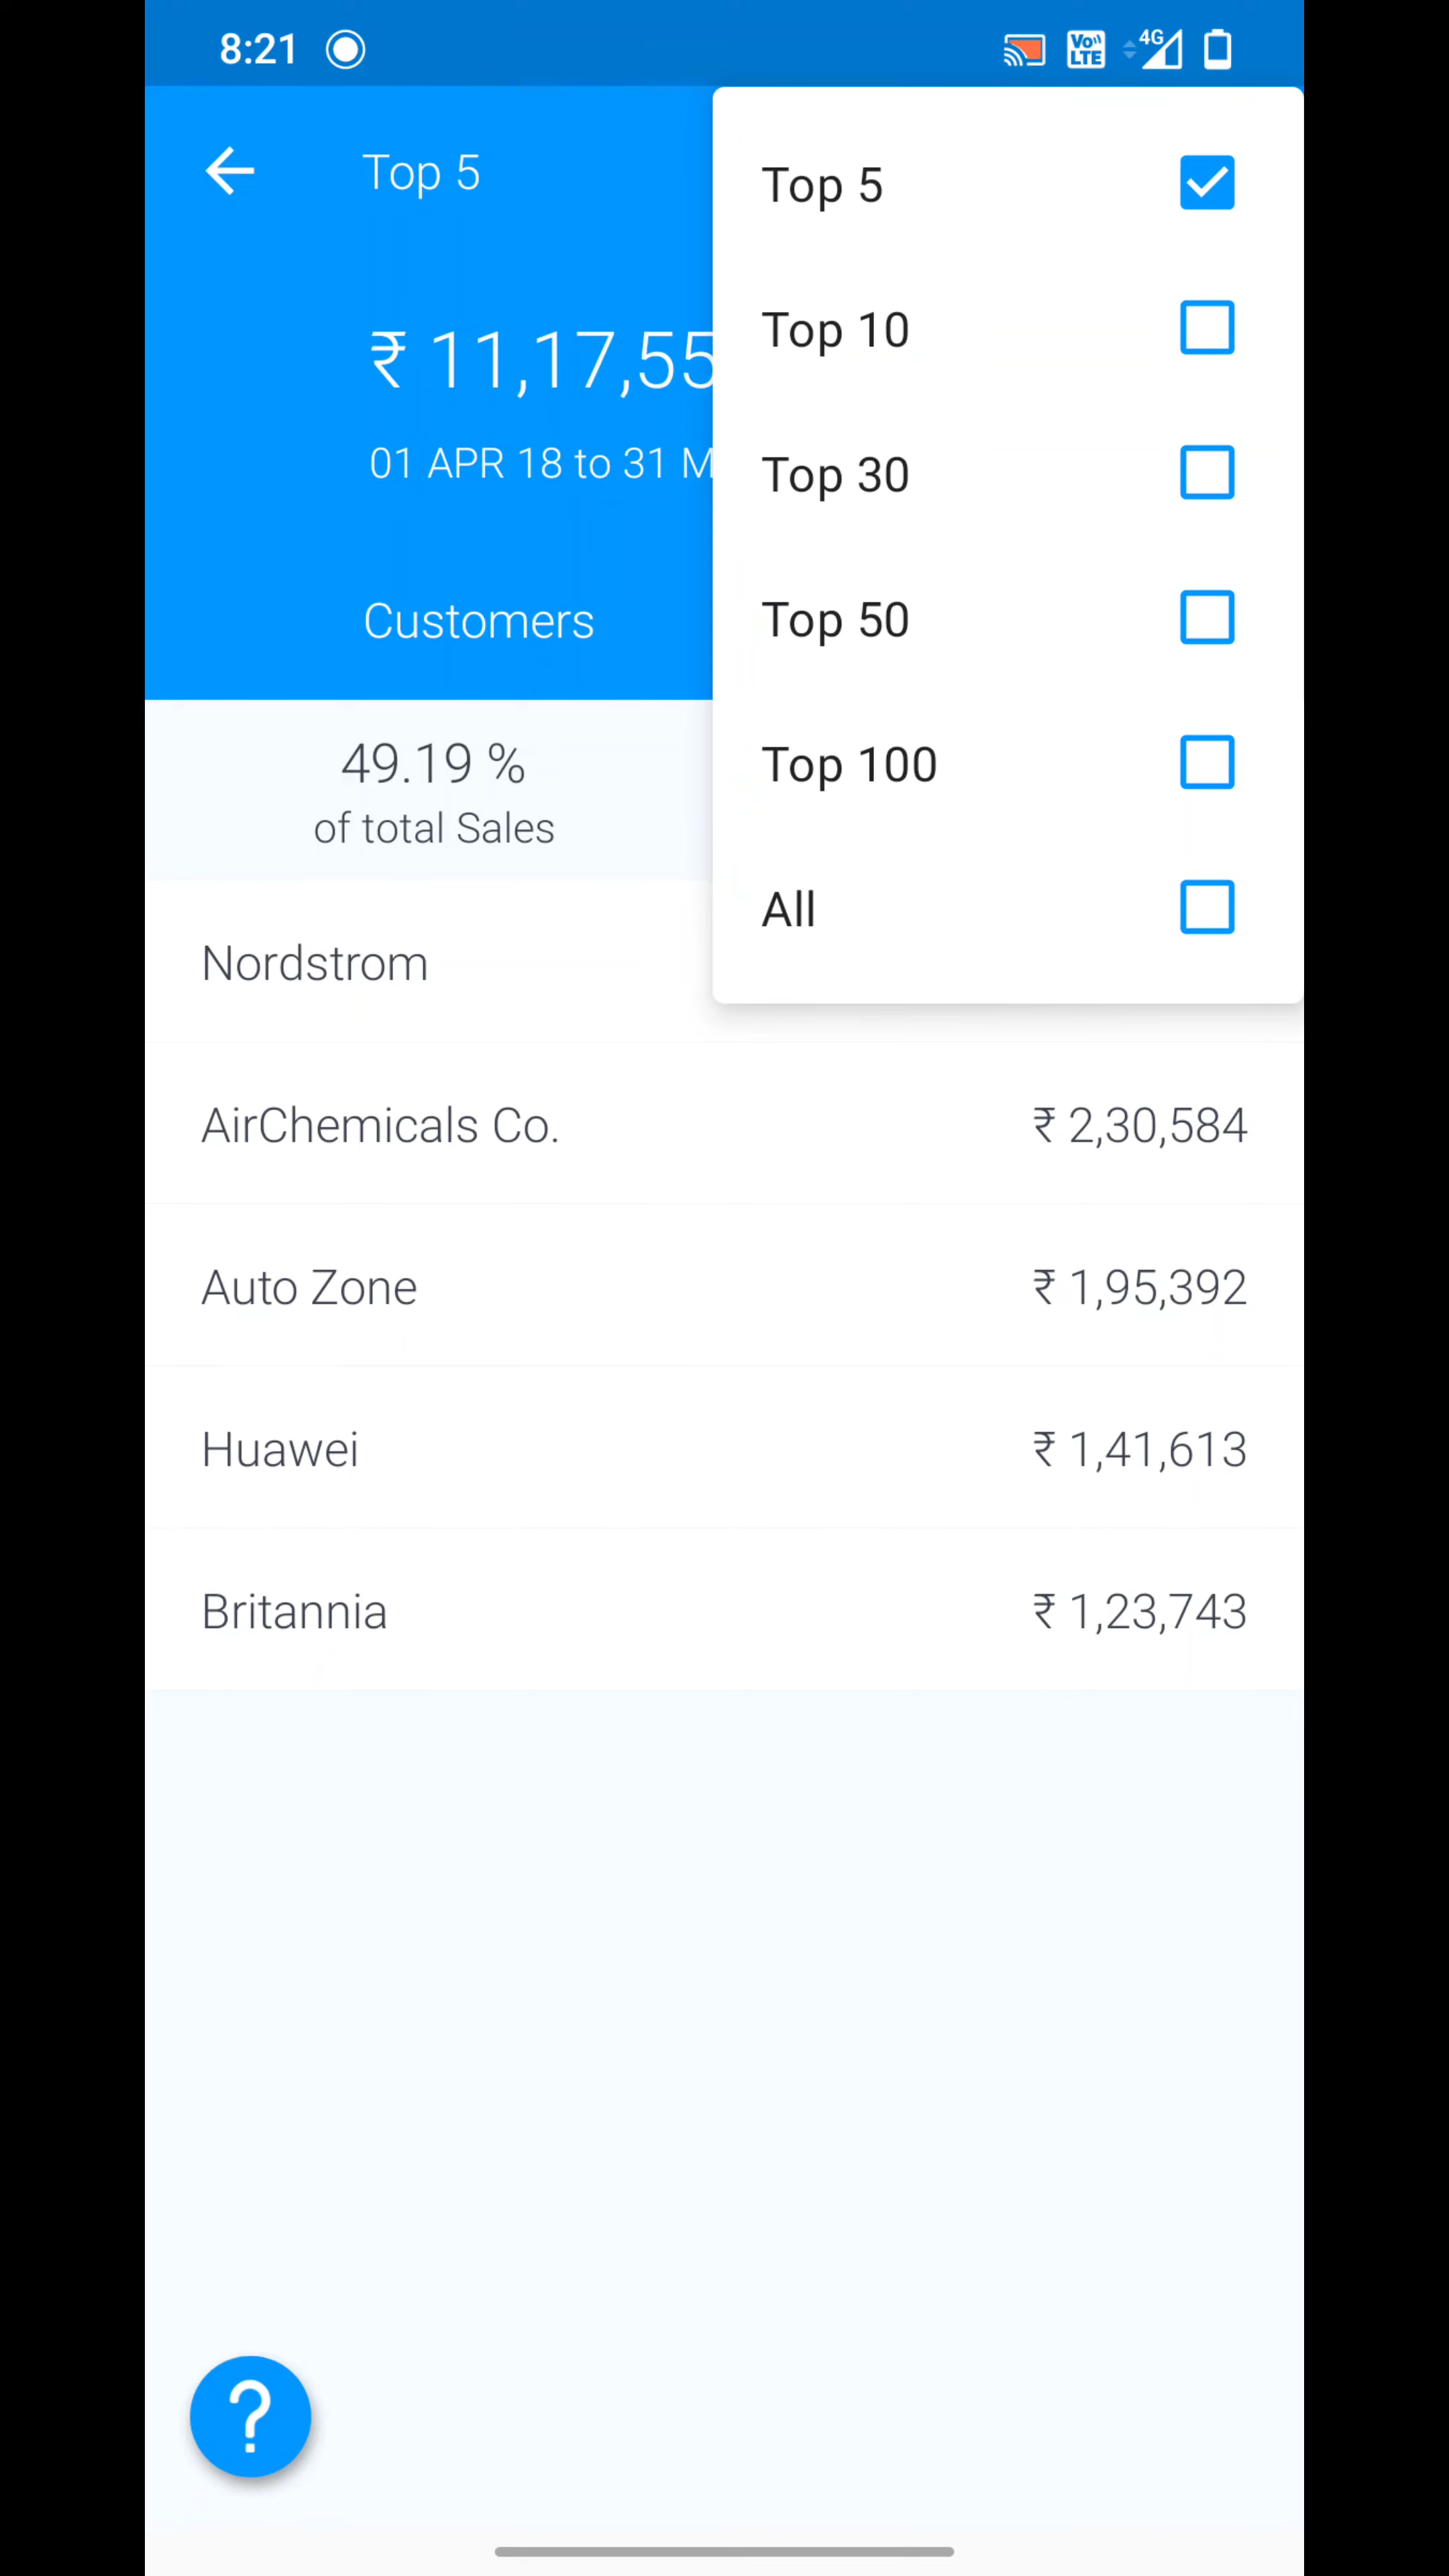 8:21
VoLTE
4G
Top 5
₹ 11,17,55
01 APR 18 to 31 M
Customers
49.19 %
of total Sales
Top 5
Top 10
Top 30
Top 50
Top 100
All
Nordstrom
AirChemicals Co. ₹ 2,30,584
Auto Zone ₹ 1,95,392
Huawei ₹ 1,41,613
Britannia ₹ 1,23,743
?